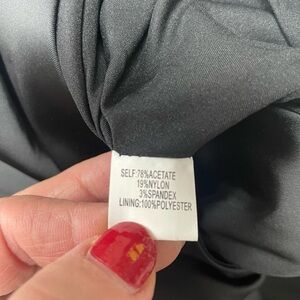 SELF:78%ACETATE
19%NYLON
3%SPANDEX
LINING:100%POLYESTER